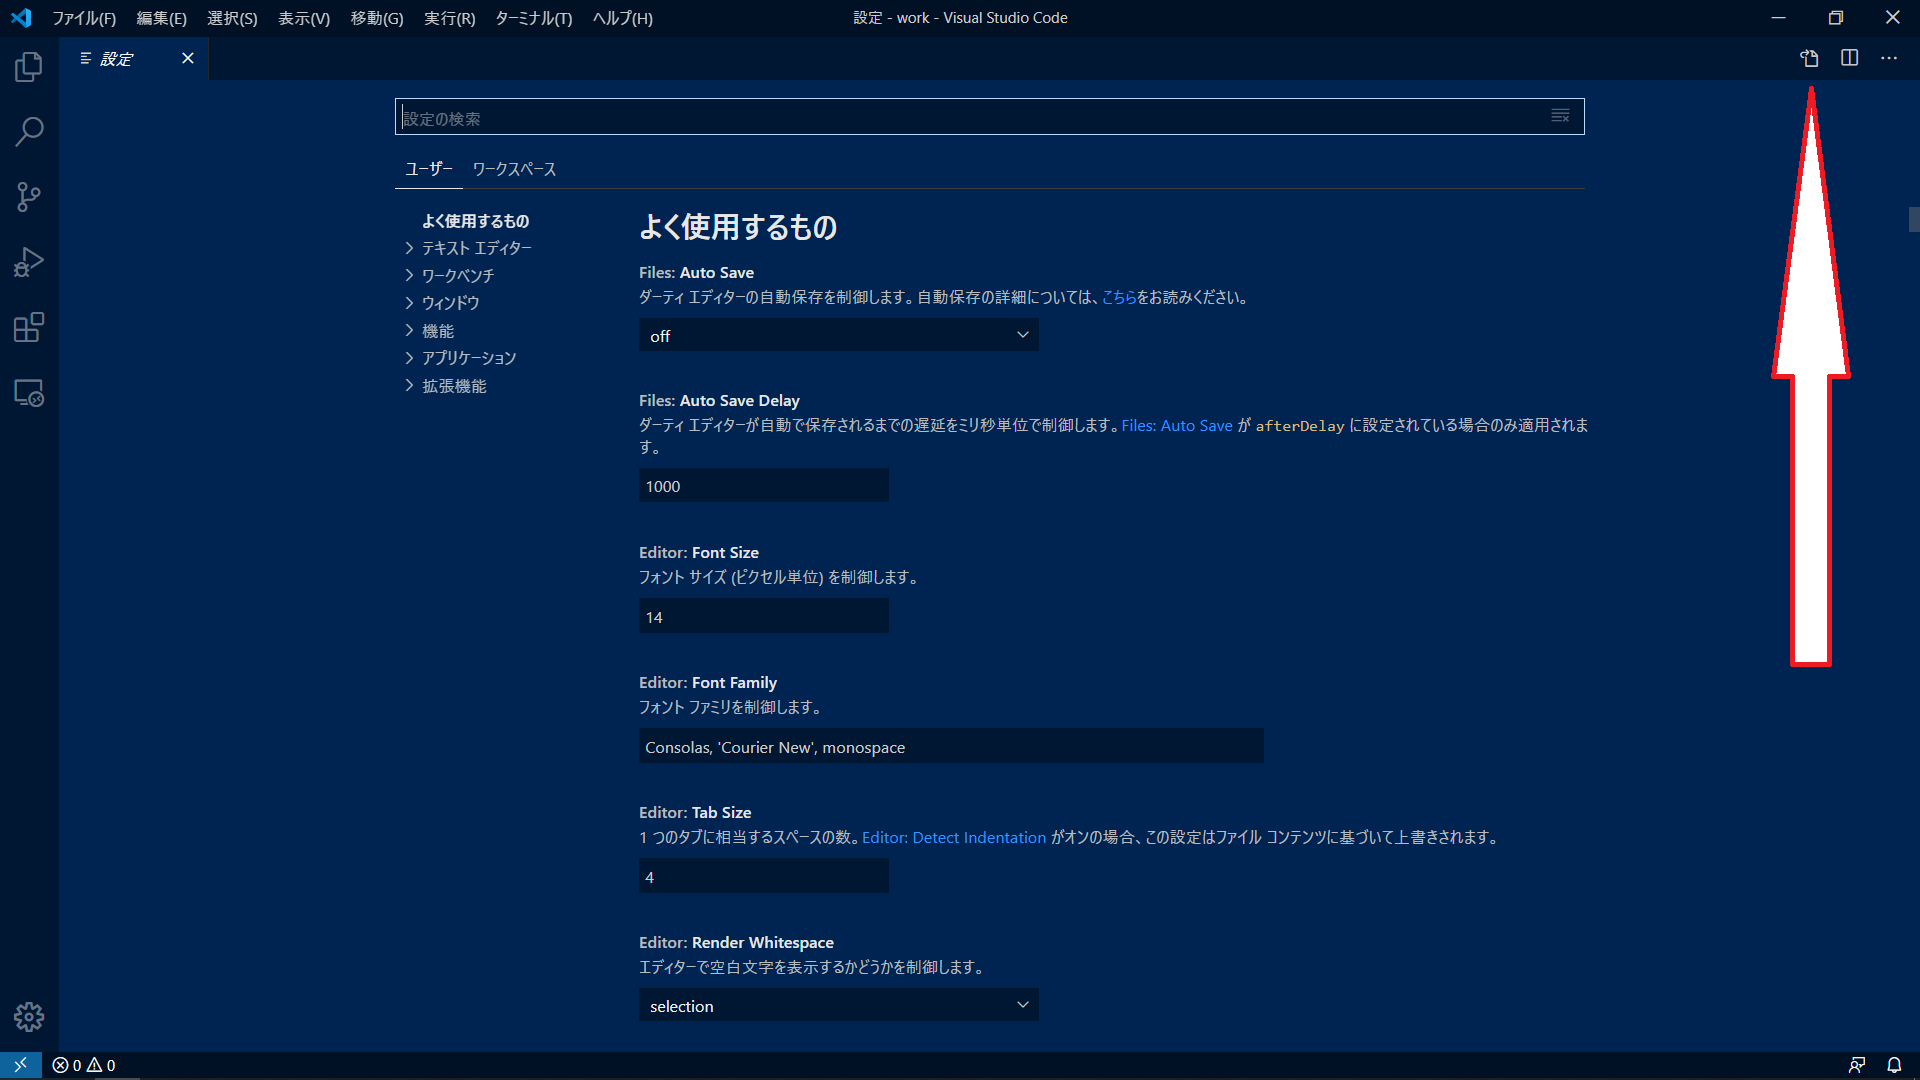 ファイル(F) 編集(E) 選択(S) 表示(V) 移動(G) 実行(R) ターミナル(T) ヘルプ(H) 設定 - work - Visual Studio Code
設定
設定の検索
ユーザー ワークスペース
よく使用するもの
テキスト エディター
ワークベンチ
ウィンドウ
機能
アプリケーション
拡張機能
よく使用するもの
Files: Auto Save
ダーティ エディターの自動保存を制御します。自動保存の詳細については、こちらをお読みください。
off
Files: Auto Save Delay
ダーティ エディターが自動で保存されるまでの遅延をミリ秒単位で制御します。Files: Auto Save が afterDelay に設定されている場合のみ適用されま
す。
1000
Editor: Font Size
フォント サイズ (ピクセル単位) を制御します。
14
Editor: Font Family
フォント ファミリを制御します。
Consolas, 'Courier New', monospace
Editor: Tab Size
1 つのタブに相当するスペースの数。Editor: Detect Indentation がオンの場合、この設定はファイル コンテンツに基づいて上書きされます。
4
Editor: Render Whitespace
エディターで空白文字を表示するかどうかを制御します。
selection
0 0